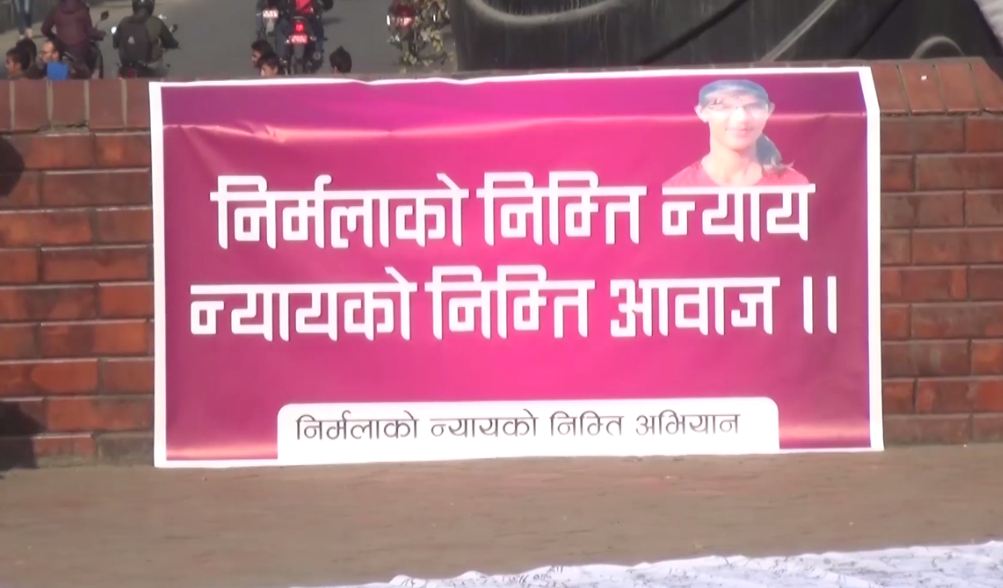 निर्मलाको निम्ति न्याय
न्यायको निम्ति आवाज ।।
निर्मलाको न्यायको निम्ति अभियान